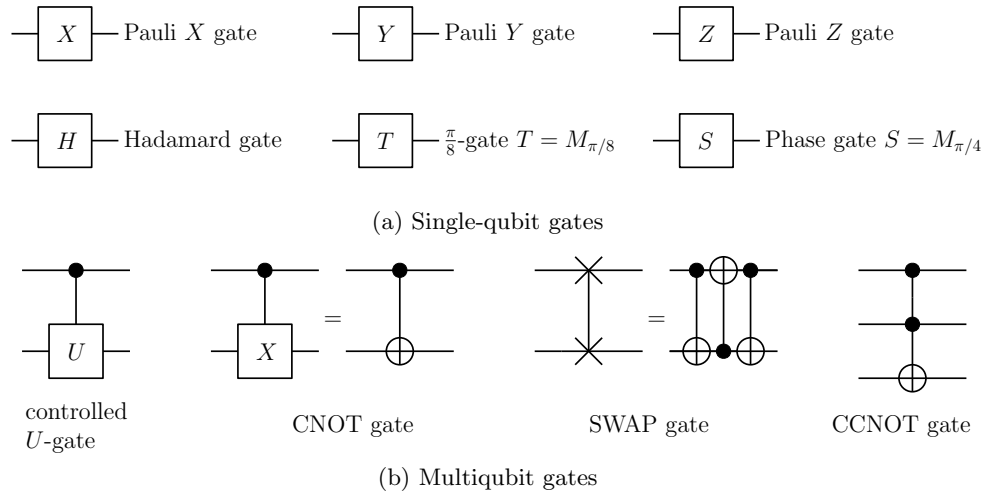 X Pauli X gate Y Pauli Y gate Z Pauli Z gate
H Hadamard gate T π/8-gate T = M_{π/8} S Phase gate S = M_{π/4}
(a) Single-qubit gates
= =
U X
controlled
U-gate
CNOT gate SWAP gate CCNOT gate
(b) Multiqubit gates